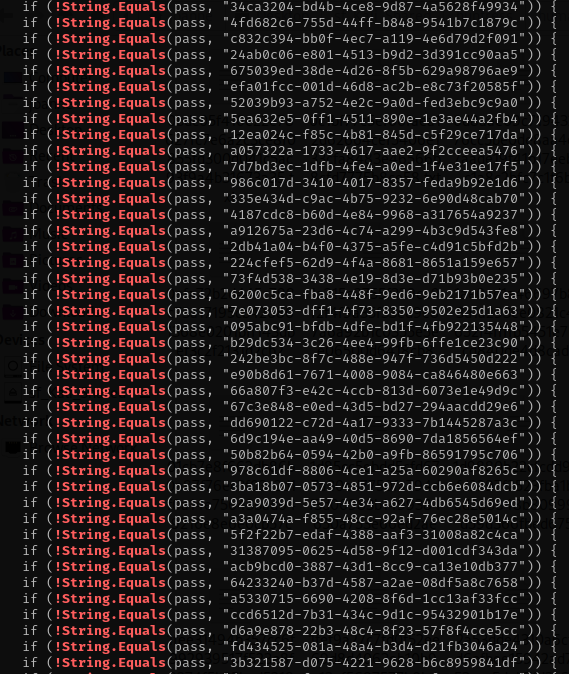 if (!String.Equals(pass, "34ca3204-bd4b-4ce8-9d87-4a5628f49934")) {
if (!String.Equals(pass, "4fd682c6-755d-44ff-b848-9541b7c1879c")) {
if (!String.Equals(pass, "c832c394-bb0f-4ec7-a119-4e6d79d2f091")) {
if (!String.Equals(pass, "24ab0c06-e801-4513-b9d2-3d391cc90aa5")) {
if (!String.Equals(pass, "675039ed-38de-4d26-8f5b-629a98796ae9")) {
if (!String.Equals(pass, "efa01fcc-001d-46d8-ac2b-e8c73f20585f")) {
if (!String.Equals(pass, "52039b93-a752-4e2c-9a0d-fed3ebc9c9a0")) {
if (!String.Equals(pass, "5ea632e5-0ff1-4511-890e-1e3ae44a2fb4")) {
if (!String.Equals(pass, "12ea024c-f85c-4b81-845d-c5f29ce717da")) {
if (!String.Equals(pass, "a057322a-1733-4617-aae2-9f2cceea5476")) {
if (!String.Equals(pass, "7d7bd3ec-1dfb-4fe4-a0ed-1f4e31ee17f5")) {
if (!String.Equals(pass, "986c017d-3410-4017-8357-feda9b92e1d6")) {
if (!String.Equals(pass, "335e434d-c9ac-4b75-9232-6e90d48cab70")) {
if (!String.Equals(pass, "4187cdc8-b60d-4e84-9968-a317654a9237")) {
if (!String.Equals(pass, "a912675a-23d6-4c74-a299-4b3c9d543fe8")) {
if (!String.Equals(pass, "2db41a04-b4f0-4375-a5fe-c4d91c5bfd2b")) {
if (!String.Equals(pass, "224cfef5-62d9-4f4a-8681-8651a159e657")) {
if (!String.Equals(pass, "73f4d538-3438-4e19-8d3e-d71b93b0e235")) {
if (!String.Equals(pass, "6200c5ca-fba8-448f-9ed6-9eb2171b57ea")) {
if (!String.Equals(pass, "7e073053-dff1-4f73-8350-9502e25d1a63")) {
if (!String.Equals(pass, "095abc91-bfdb-4dfe-bd1f-4fb922135448")) {
if (!String.Equals(pass, "b29dc534-3c26-4ee4-99fb-6ffe1ce23c90")) {
if (!String.Equals(pass, "242be3bc-8f7c-488e-947f-736d5450d222")) {
if (!String.Equals(pass, "e90b8d61-7671-4008-9084-ca846480e663")) {
if (!String.Equals(pass, "66a807f3-e42c-4ccb-813d-6073e1e49d9c")) {
if (!String.Equals(pass, "67c3e848-e0ed-43d5-bd27-294aacdd29e6")) {
if (!String.Equals(pass, "dd690122-c72d-4a17-9333-7b1445287a3c")) {
if (!String.Equals(pass, "6d9c194e-aa49-40d5-8690-7da1856564ef")) {
if (!String.Equals(pass, "50b82b64-0594-42b0-a9fb-86591795c706")) {
if (!String.Equals(pass, "978c61df-8806-4ce1-a25a-60290af8265c")) {
if (!String.Equals(pass, "3ba18b07-0573-4851-972d-ccb6e6084dcb")) {
if (!String.Equals(pass, "92a9039d-5e57-4e34-a627-4db6545d69ed")) {
if (!String.Equals(pass, "a3a0474a-f855-48cc-92af-76ec28e5014c")) {
if (!String.Equals(pass, "5f2f22b7-edaf-4388-aaf3-31008a82c4ca")) {
if (!String.Equals(pass, "31387095-0625-4d58-9f12-d001cdf343da")) {
if (!String.Equals(pass, "acb9bcd0-3887-43d1-8cc9-ca13e10db377")) {
if (!String.Equals(pass, "64233240-b37d-4587-a2ae-08df5a8c7658")) {
if (!String.Equals(pass, "a5330715-6690-4208-8f6d-1cc13af33fcc")) {
if (!String.Equals(pass, "ccd6512d-7b31-434c-9d1c-95432901b17e")) {
if (!String.Equals(pass, "d6a9e878-22b3-48c4-8f23-57f8f4cce5cc")) {
if (!String.Equals(pass, "fd434525-081a-48a4-b3d4-d21fb3046a24")) {
if (!String.Equals(pass, "3b321587-d075-4221-9628-b6c8959841df")) {